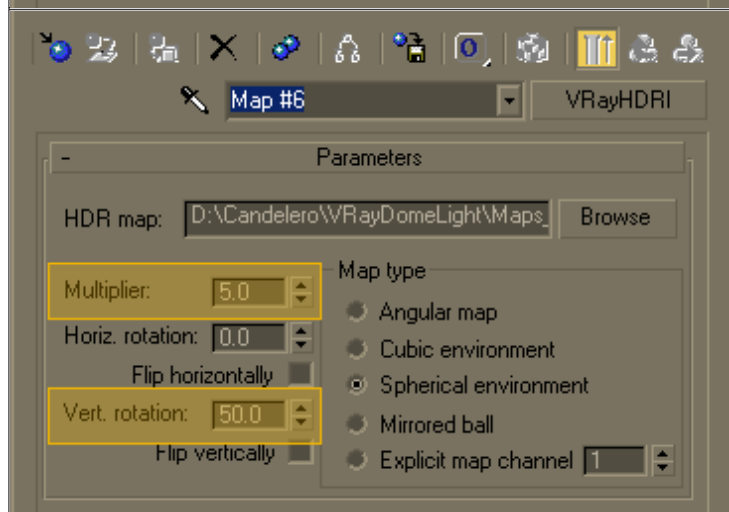 0
Map #6 VRayHDRI
- Parameters
HDR map: D:\Candelero\VRayDomeLight\Maps_ Browse
Multiplier: 5.0
Horiz. rotation: 0.0
Flip horizontally
Vert. rotation: 50.0
Flip vertically
Map type
Angular map
Cubic environment
Spherical environment
Mirrored ball
Explicit map channel 1